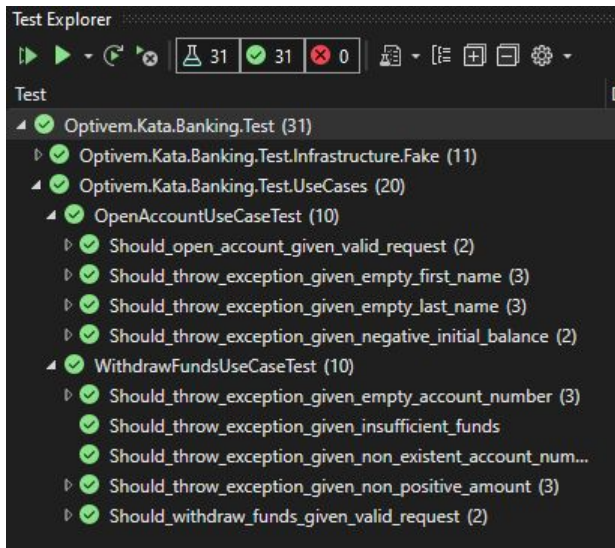 Test Explorer
31 31 0
Test
Optivem.Kata.Banking.Test (31)
Optivem.Kata.Banking.Test.Infrastructure.Fake (11)
Optivem.Kata.Banking.Test.UseCases (20)
OpenAccountUseCaseTest (10)
Should_open_account_given_valid_request (2)
Should_throw_exception_given_empty_first_name (3)
Should_throw_exception_given_empty_last_name (3)
Should_throw_exception_given_negative_initial_balance (2)
WithdrawFundsUseCaseTest (10)
Should_throw_exception_given_empty_account_number (3)
Should_throw_exception_given_insufficient_funds
Should_throw_exception_given_non_existent_account_num...
Should_throw_exception_given_non_positive_amount (3)
Should_withdraw_funds_given_valid_request (2)